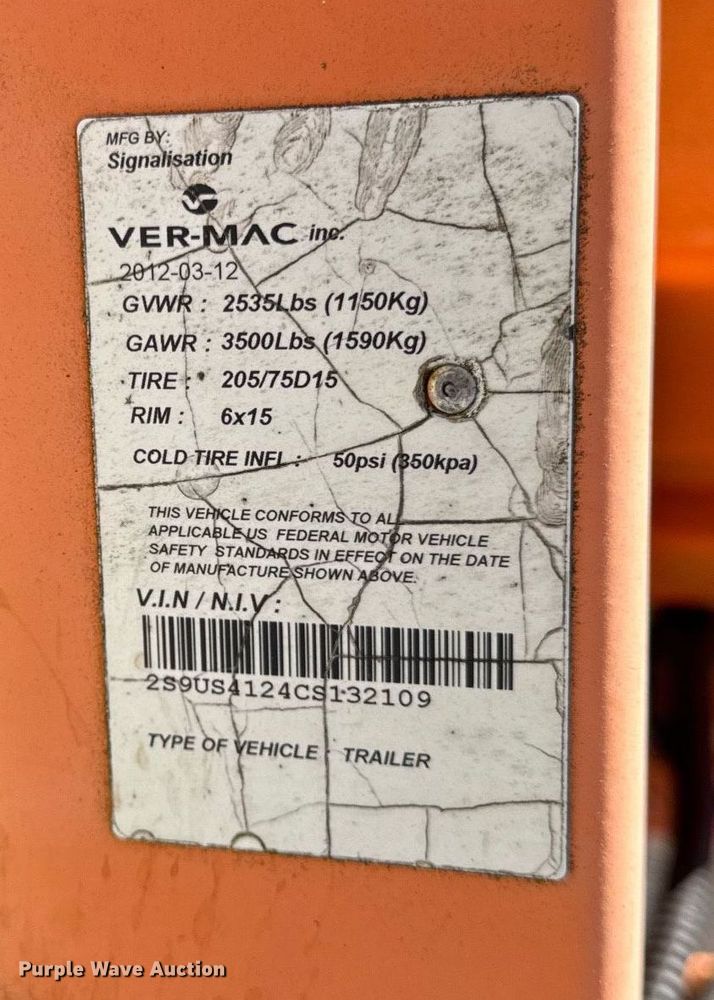 MFG BY:
Signalisation
VER-MAC inc.
2012-03-12
GVWR : 2535Lbs (1150Kg)
GAWR : 3500Lbs (1590Kg)
TIRE : 205/75D15
RIM : 6x15
COLD TIRE INFL : 50psi (350kpa)
THIS VEHICLE CONFORMS TO ALL
APPLICABLE US FEDERAL MOTOR VEHICLE
SAFETY STANDARDS IN EFFECT ON THE DATE
OF MANUFACTURE SHOWN ABOVE.
V.I.N / N.I.V :
2S9US4124CS132109
TYPE OF VEHICLE : TRAILER
Purple Wave Auction